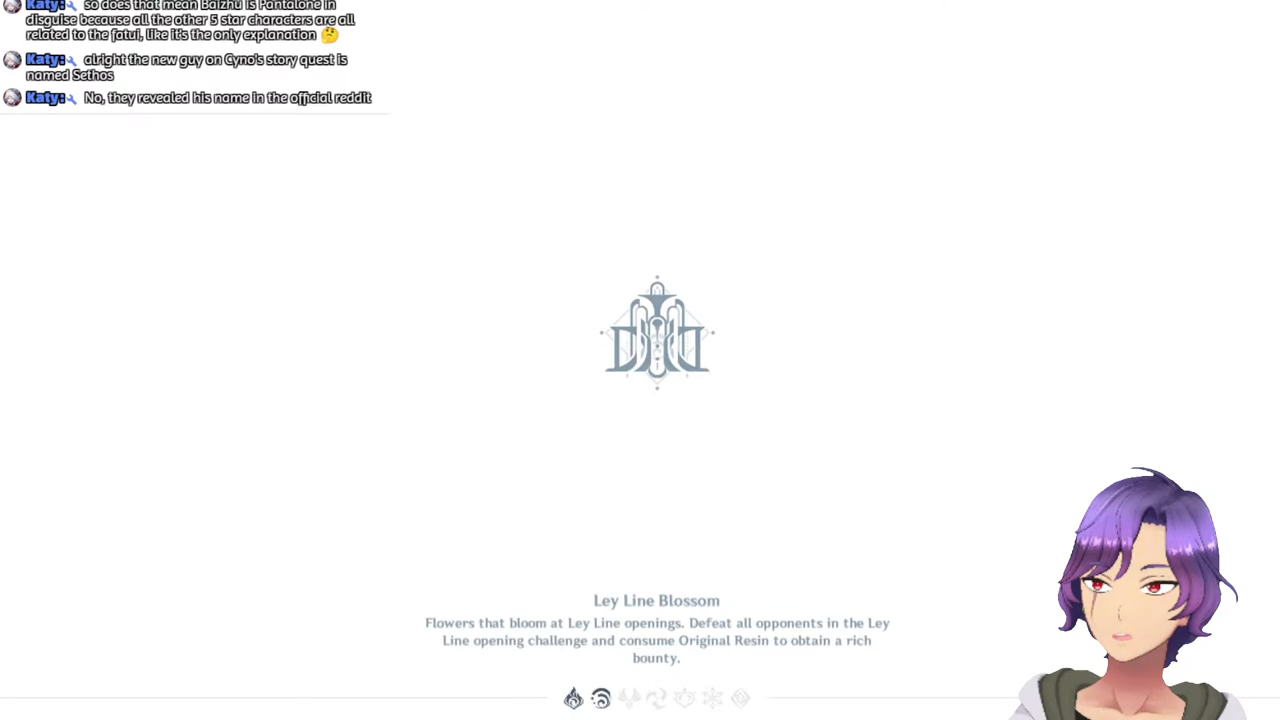 Katy: so does that mean Baizhu is Pantalone in
disguise because all the other 5 star characters are all
related to the fatui, like it's the only explanation 🤔
Katy: alright the new guy on Cyno's story quest is
named Sethos
Katy: No, they revealed his name in the official reddit
Ley Line Blossom
Flowers that bloom at Ley Line openings. Defeat all opponents in the Ley
Line opening challenge and consume Original Resin to obtain a rich
bounty.